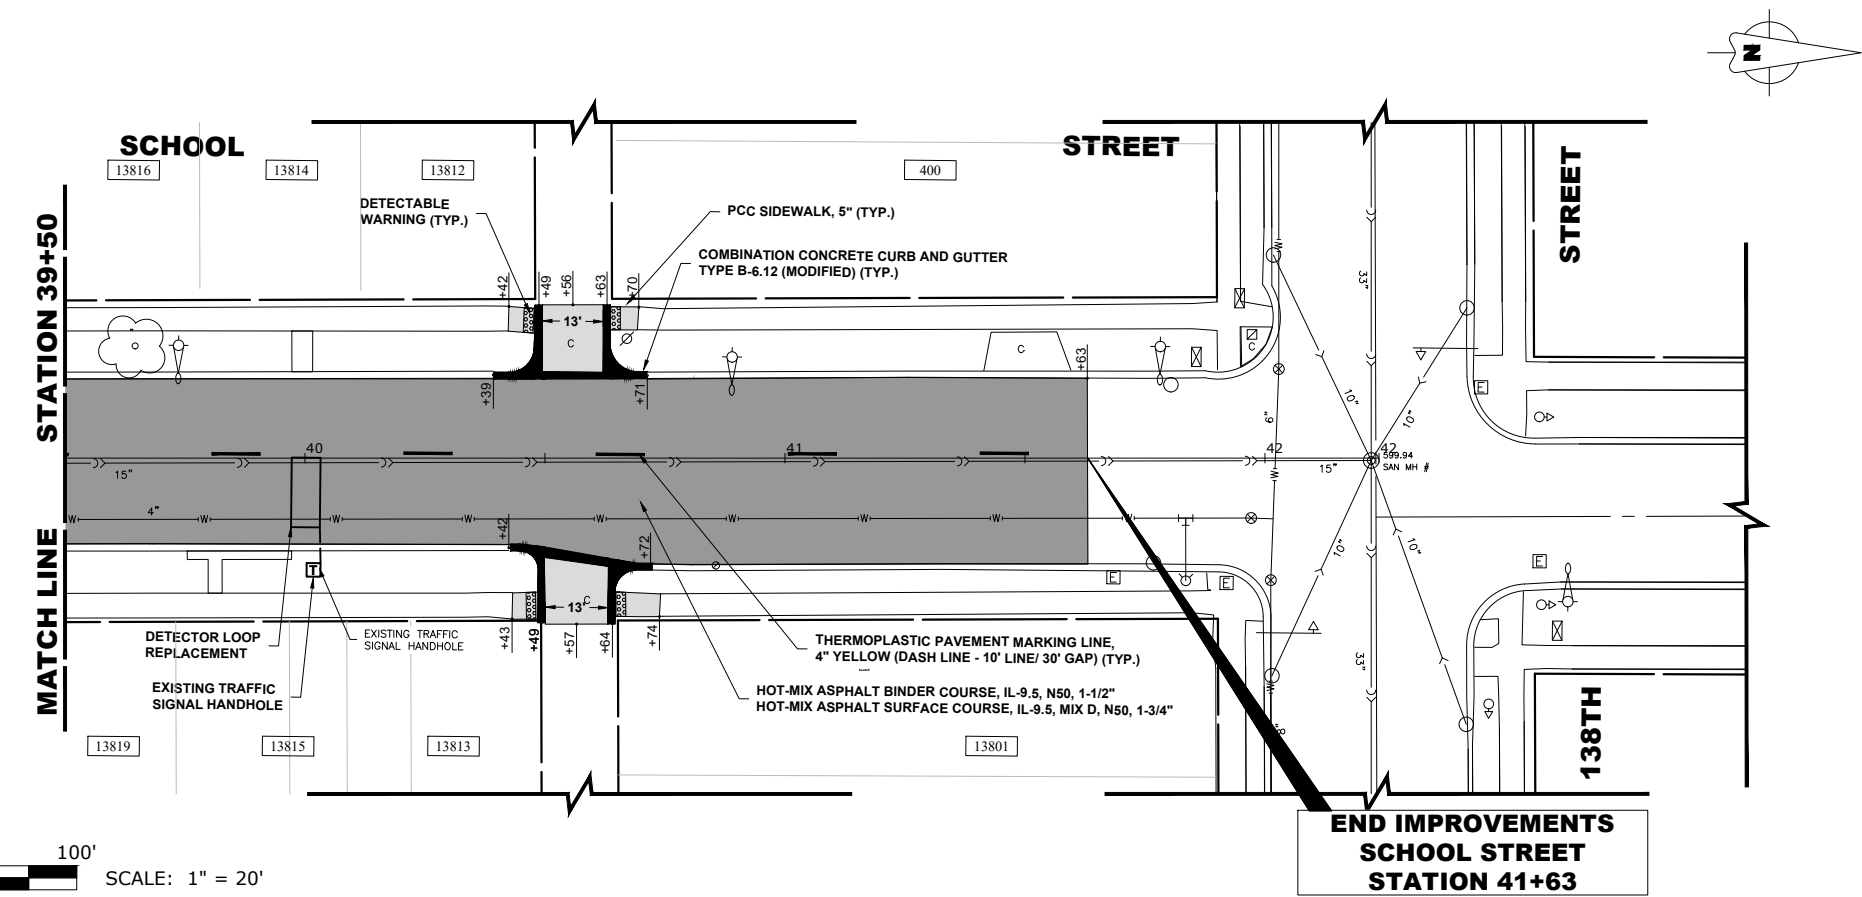 N
SCHOOL STREET
13816
13814
13812
400
DETECTABLE
WARNING (TYP.)
PCC SIDEWALK, 5" (TYP.)
COMBINATION CONCRETE CURB AND GUTTER
TYPE B-6.12 (MODIFIED) (TYP.)
STREET
138TH
MATCH LINE STATION 39+50
+42
+49
+56
+63
+70
13'
C
C
C
+39
+71
+63
W
33"
10"
10"
6"
E
40
41
42
42
599.94
SAN MH #
15"
15"
4"
W
W
W
W
W
W
W
W
W
W
W
+42
+72
T
E
E
E
10"
10"
33"
8"
13'
C
+43
+49
+57
+64
+74
DETECTOR LOOP
REPLACEMENT
EXISTING TRAFFIC
SIGNAL HANDHOLE
EXISTING TRAFFIC
SIGNAL HANDHOLE
THERMOPLASTIC PAVEMENT MARKING LINE,
4" YELLOW (DASH LINE - 10' LINE/ 30' GAP) (TYP.)
HOT-MIX ASPHALT BINDER COURSE, IL-9.5, N50, 1-1/2"
HOT-MIX ASPHALT SURFACE COURSE, IL-9.5, MIX D, N50, 1-3/4"
13819
13815
13813
13801
END IMPROVEMENTS
SCHOOL STREET
STATION 41+63
100'
SCALE: 1" = 20'